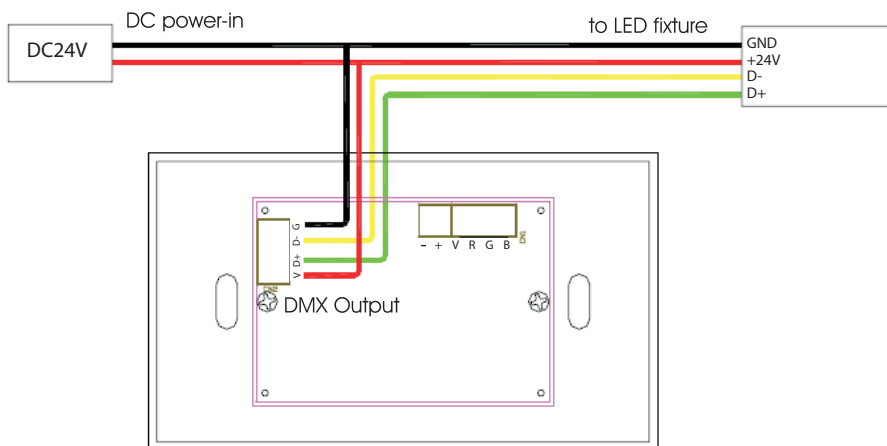 DC power-in
to LED fixture
DC24V
GND
+24V
D-
D+
G
D-
D+
V
- + V R G B
DMX Output